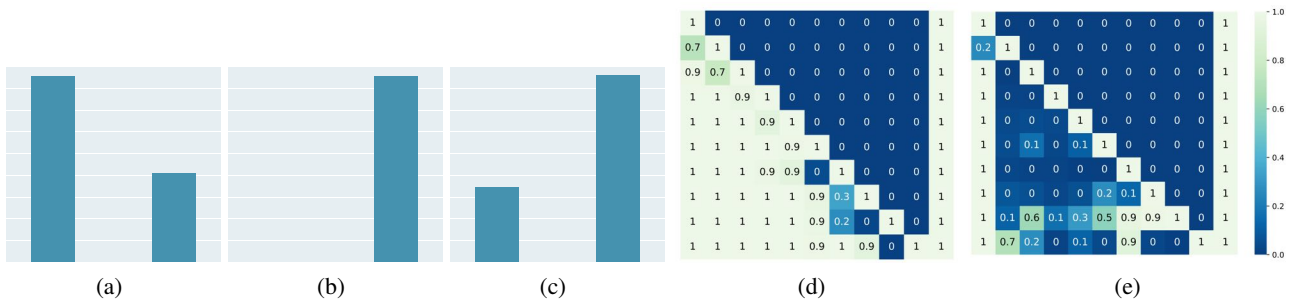 1 0 0 0 0 0 0 0 0 0 1
0.7 1 0 0 0 0 0 0 0 0 1
0.9 0.7 1 0 0 0 0 0 0 0 1
1 1 0.9 1 0 0 0 0 0 0 1
1 1 1 0.9 1 0 0 0 0 0 1
1 1 1 1 0.9 1 0 0 0 0 1
1 1 1 0.9 0.9 0 1 0 0 0 1
1 1 1 1 1 0.9 0.3 1 0 0 1
1 1 1 1 1 0.9 0.2 0 1 0 1
1 1 1 1 1 0.9 1 0.9 0 1 1
1 0 0 0 0 0 0 0 0 0 1
0.2 1 0 0 0 0 0 0 0 0 1
1 0 1 0 0 0 0 0 0 0 1
1 0 0 1 0 0 0 0 0 0 1
1 0 0 0 1 0 0 0 0 0 1
1 0 0.1 0 0.1 1 0 0 0 0 1
1 0 0 0 0 0 1 0 0 0 1
1 0 0 0 0 0.2 0.1 1 0 0 1
1 0.1 0.6 0.1 0.3 0.5 0.9 0.9 1 0 1
1 0.7 0.2 0 0.1 0 0.9 0 0 1 1
1.0
0.8
0.6
0.4
0.2
0.0
(a) (b) (c) (d) (e)